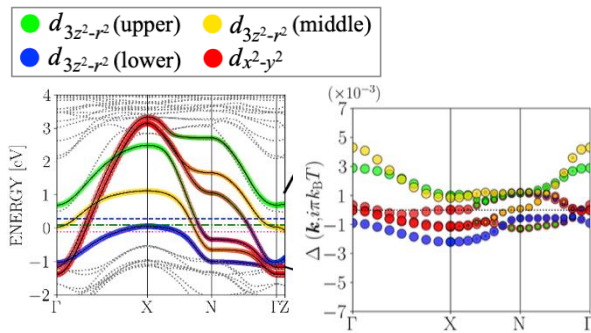 d3z²-r² (upper) d3z²-r² (middle)
d3z²-r² (lower) dx²-y²
(×10⁻³)
ENERGY [eV]
4
3
2
1
0
−1
−2
Γ X N Γ Z
Δ (k,iπkBT)
7
5
3
1
−1
−3
−5
−7
Γ X N Γ